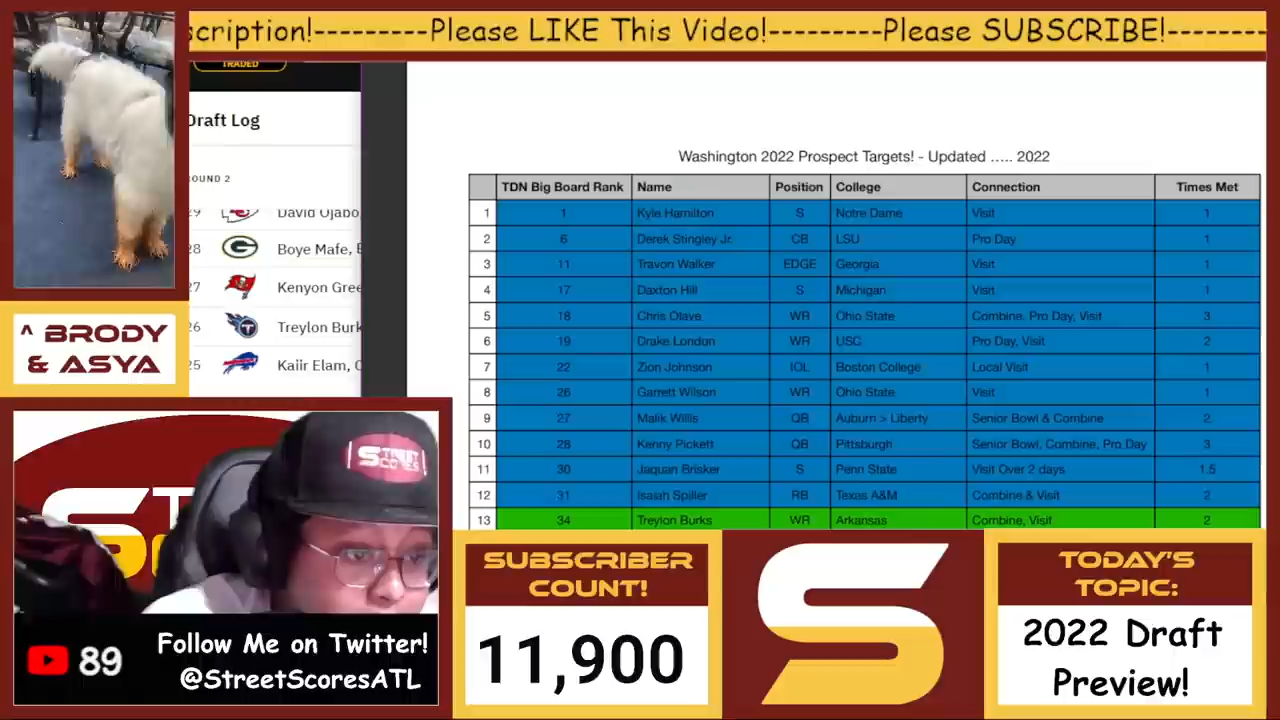 scription!---------Please LIKE This Video!---------Please SUBSCRIBE!--------
TRADED
Draft Log
OUND 2
29 David Ojabo
28 Boye Mafe, E
27 Kenyon Gree
26 Treylon Burk
25 Kaiir Elam, C
^ BRODY
& ASYA
Washington 2022 Prospect Targets! - Updated ..... 2022
TDN Big Board Rank Name Position College Connection Times Met
1 1 Kyle Hamilton S Notre Dame Visit 1
2 6 Derek Stingley Jr. CB LSU Pro Day 1
3 11 Travon Walker EDGE Georgia Visit 1
4 17 Daxton Hill S Michigan Visit 1
5 18 Chris Olave WR Ohio State Combine, Pro Day, Visit 3
6 19 Drake London WR USC Pro Day, Visit 2
7 22 Zion Johnson IOL Boston College Local Visit 1
8 26 Garrett Wilson WR Ohio State Visit 1
9 27 Malik Willis QB Auburn > Liberty Senior Bowl & Combine 2
10 28 Kenny Pickett QB Pittsburgh Senior Bowl, Combine, Pro Day 3
11 30 Jaquan Brisker S Penn State Visit Over 2 days 1.5
12 31 Isaiah Spiller RB Texas A&M Combine & Visit 2
13 34 Treylon Burks WR Arkansas Combine, Visit 2
STREET
SCORES
89
Follow Me on Twitter!
@StreetScoresATL
SUBSCRIBER
COUNT!
11,900
S
TODAY'S
TOPIC:
2022 Draft
Preview!